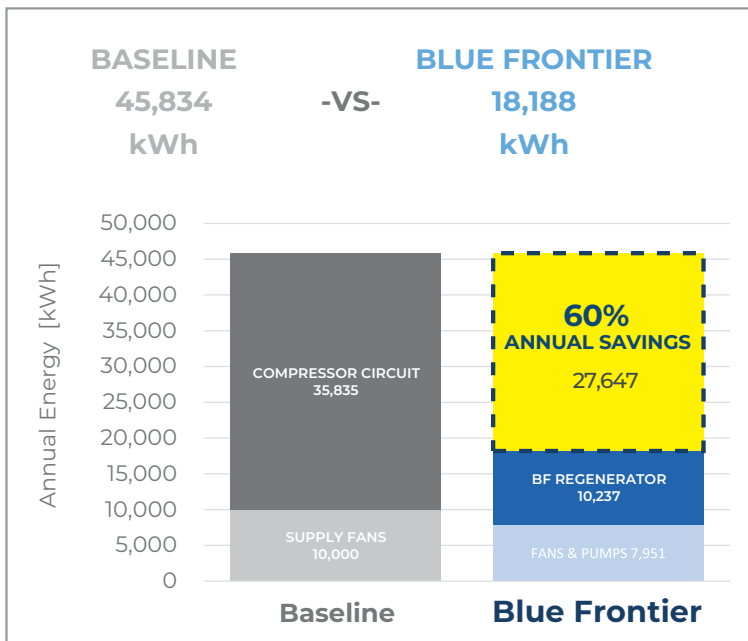 BASELINE
45,834
kWh
-VS-
BLUE FRONTIER
18,188
kWh
Annual Energy [kWh]
50,000
45,000
40,000
35,000
30,000
25,000
20,000
15,000
10,000
5,000
0
COMPRESSOR CIRCUIT
35,835
SUPPLY FANS
10,000
60%
ANNUAL SAVINGS
27,647
BF REGENERATOR
10,237
FANS & PUMPS 7,951
Baseline
Blue Frontier